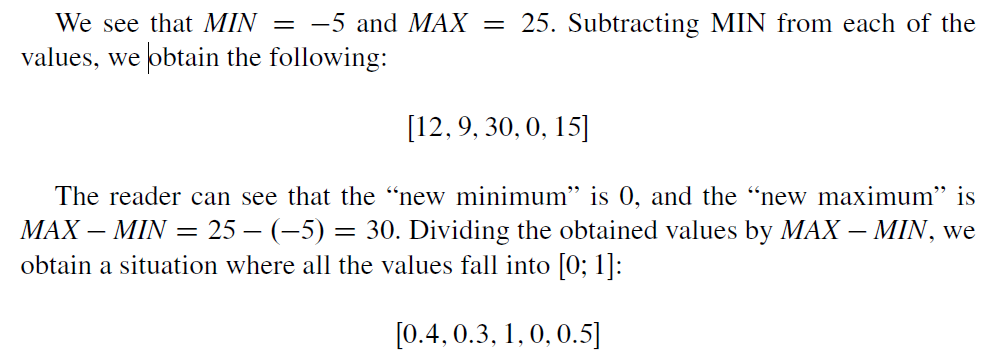 We see that MIN = −5 and MAX = 25. Subtracting MIN from each of the
values, we obtain the following:
[12, 9, 30, 0, 15]
The reader can see that the “new minimum” is 0, and the “new maximum” is
MAX − MIN = 25 − (−5) = 30. Dividing the obtained values by MAX − MIN, we
obtain a situation where all the values fall into [0; 1]:
[0.4, 0.3, 1, 0, 0.5]